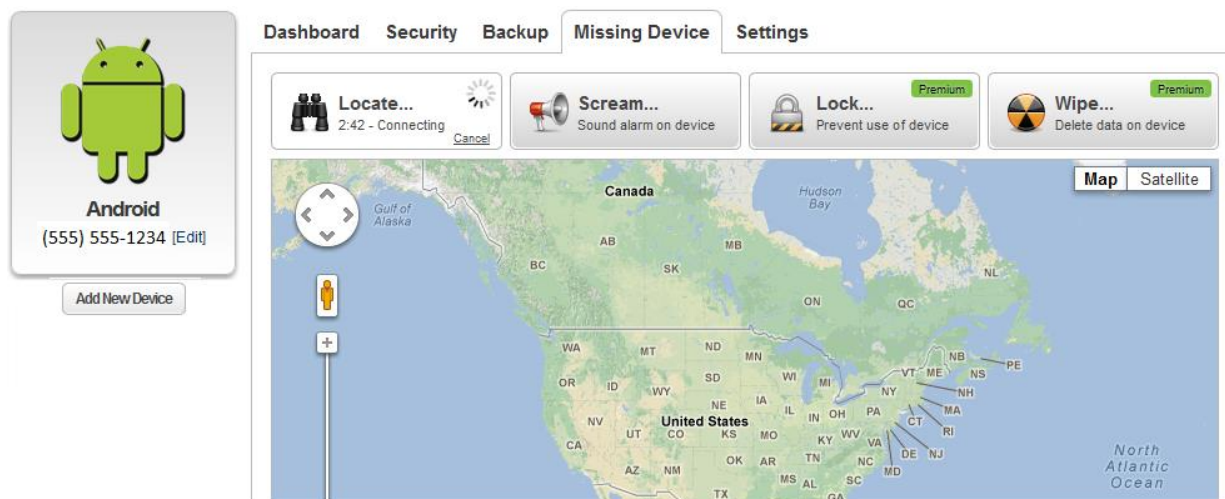 Dashboard Security Backup Missing Device Settings
Locate...
2:42 - Connecting
Cancel
Scream...
Sound alarm on device
Lock...
Premium
Prevent use of device
Wipe...
Premium
Delete data on device
Android
(555) 555-1234 [Edit]
Add New Device
Map Satellite
Canada
Hudson
Bay
Gulf of
Alaska
AB
MB
BC
SK
NL
ON
QC
WA
MT
ND
MN
NB
PE
OR
ID
WY
SD
WI
MI
VT
ME
NS
NY
NH
NE
IA
IL
IN
OH
PA
MA
CT
RI
NV
UT
United States
CO
KS
MO
KY
WV
VA
DE
NJ
CA
MD
AZ
NM
OK
AR
TN
NC
MS
AL
SC
TX
GA
North
Atlantic
Ocean